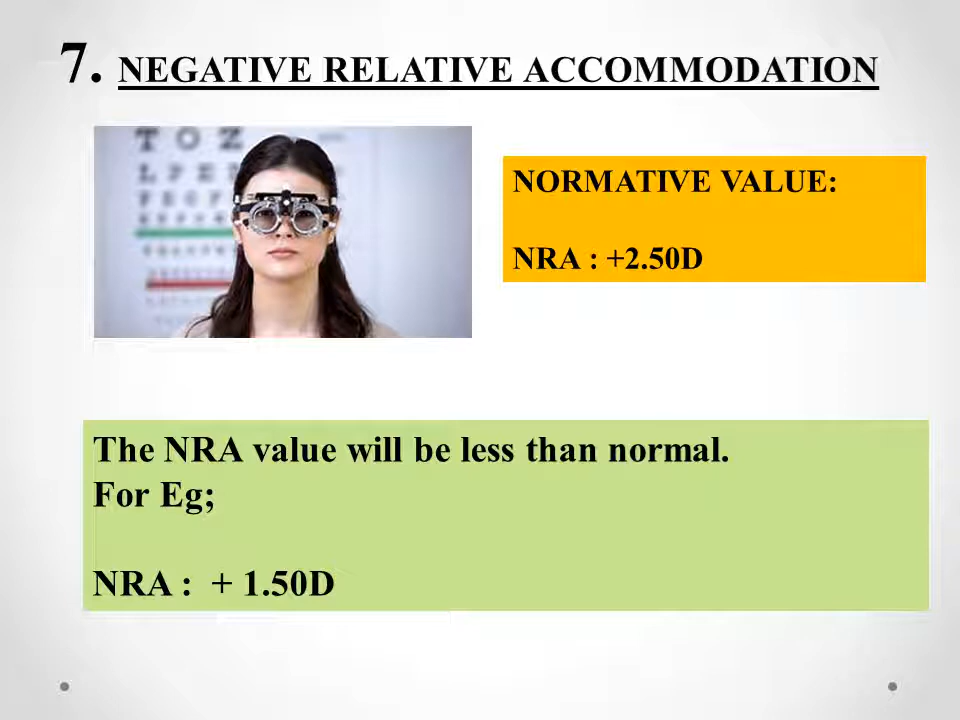 7. NEGATIVE RELATIVE ACCOMMODATION
T O Z
L P E D
NORMATIVE VALUE:
NRA : +2.50D
The NRA value will be less than normal.
For Eg;
NRA : + 1.50D